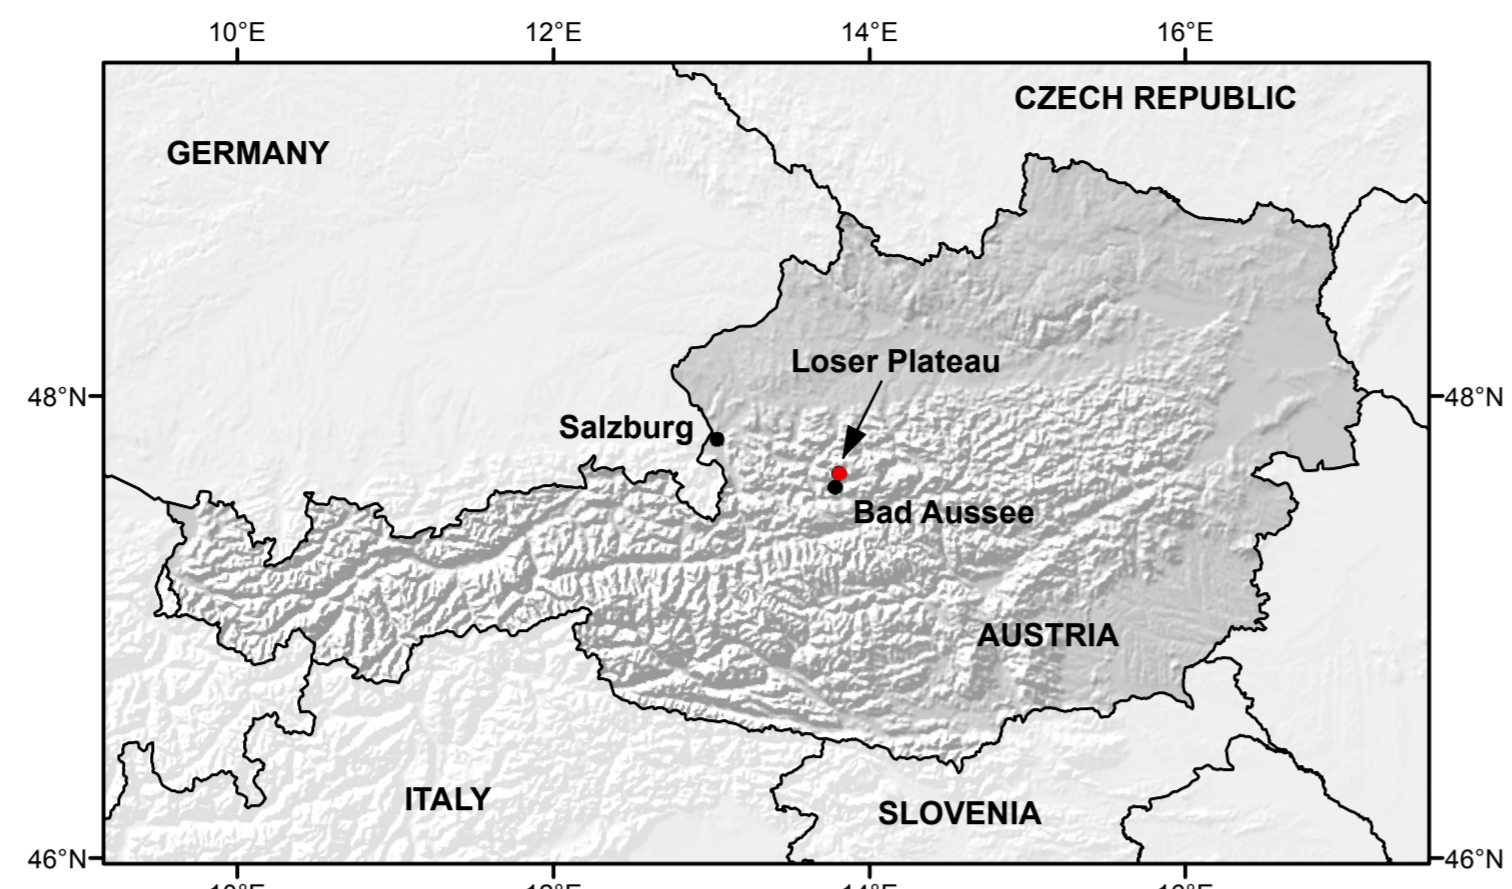 10°E 12°E 14°E 16°E
CZECH REPUBLIC
GERMANY
Loser Plateau
48°N 48°N
Salzburg
Bad Aussee
AUSTRIA
ITALY
SLOVENIA
46°N 46°N